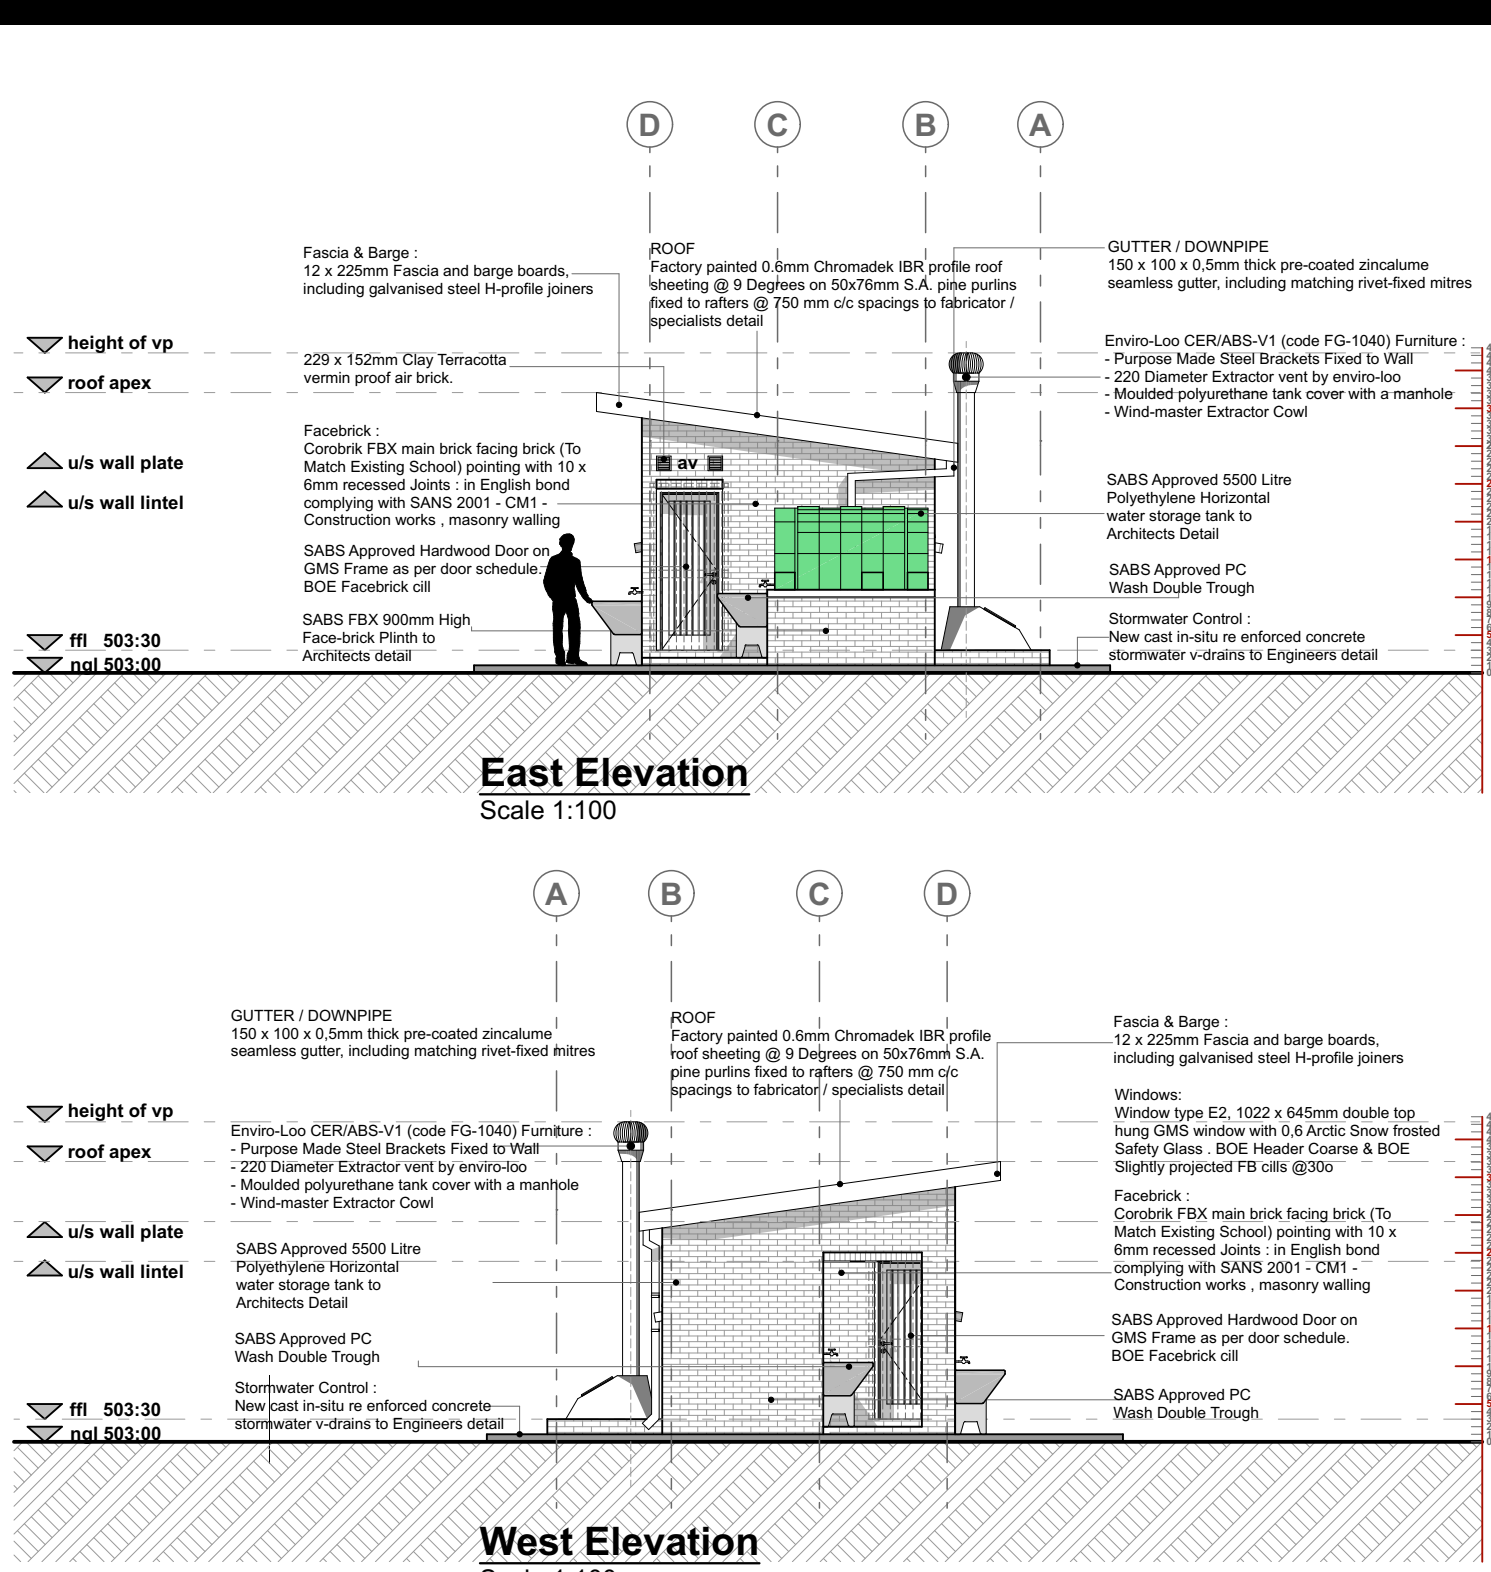 D
C
B
A
Fascia & Barge :
12 x 225mm Fascia and barge boards,
including galvanised steel H-profile joiners
ROOF
Factory painted 0.6mm Chromadek IBR profile roof
sheeting @ 9 Degrees on 50x76mm S.A. pine purlins
fixed to rafters @ 750 mm c/c spacings to fabricator /
specialists detail
GUTTER / DOWNPIPE
150 x 100 x 0,5mm thick pre-coated zincalume
seamless gutter, including matching rivet-fixed mitres
height of vp
roof apex
u/s wall plate
u/s wall lintel
ffl 503:30
ngl 503:00
229 x 152mm Clay Terracotta
vermin proof air brick.
Facebrick :
Corobrik FBX main brick facing brick (To
Match Existing School) pointing with 10 x
6mm recessed Joints : in English bond
complying with SANS 2001 - CM1 -
Construction works , masonry walling
SABS Approved Hardwood Door on
GMS Frame as per door schedule.
BOE Facebrick cill
SABS FBX 900mm High
Face-brick Plinth to
Architects detail
av
Enviro-Loo CER/ABS-V1 (code FG-1040) Furniture :
- Purpose Made Steel Brackets Fixed to Wall
- 220 Diameter Extractor vent by enviro-loo
- Moulded polyurethane tank cover with a manhole
- Wind-master Extractor Cowl
SABS Approved 5500 Litre
Polyethylene Horizontal
water storage tank to
Architects Detail
SABS Approved PC
Wash Double Trough
Stormwater Control :
New cast in-situ re enforced concrete
stormwater v-drains to Engineers detail
East Elevation
Scale 1:100
A
B
C
D
GUTTER / DOWNPIPE
150 x 100 x 0,5mm thick pre-coated zincalume
seamless gutter, including matching rivet-fixed mitres
ROOF
Factory painted 0.6mm Chromadek IBR profile
roof sheeting @ 9 Degrees on 50x76mm S.A.
pine purlins fixed to rafters @ 750 mm c/c
spacings to fabricator / specialists detail
Fascia & Barge :
12 x 225mm Fascia and barge boards,
including galvanised steel H-profile joiners
height of vp
roof apex
u/s wall plate
u/s wall lintel
ffl 503:30
ngl 503:00
Enviro-Loo CER/ABS-V1 (code FG-1040) Furniture :
- Purpose Made Steel Brackets Fixed to Wall
- 220 Diameter Extractor vent by enviro-loo
- Moulded polyurethane tank cover with a manhole
- Wind-master Extractor Cowl
SABS Approved 5500 Litre
Polyethylene Horizontal
water storage tank to
Architects Detail
SABS Approved PC
Wash Double Trough
Stormwater Control :
New cast in-situ re enforced concrete
stormwater v-drains to Engineers detail
Windows:
Window type E2, 1022 x 645mm double top
hung GMS window with 0,6 Arctic Snow frosted
Safety Glass . BOE Header Coarse & BOE
Slightly projected FB cills @30o
Facebrick :
Corobrik FBX main brick facing brick (To
Match Existing School) pointing with 10 x
6mm recessed Joints : in English bond
complying with SANS 2001 - CM1 -
Construction works , masonry walling
SABS Approved Hardwood Door on
GMS Frame as per door schedule.
BOE Facebrick cill
SABS Approved PC
Wash Double Trough
West Elevation